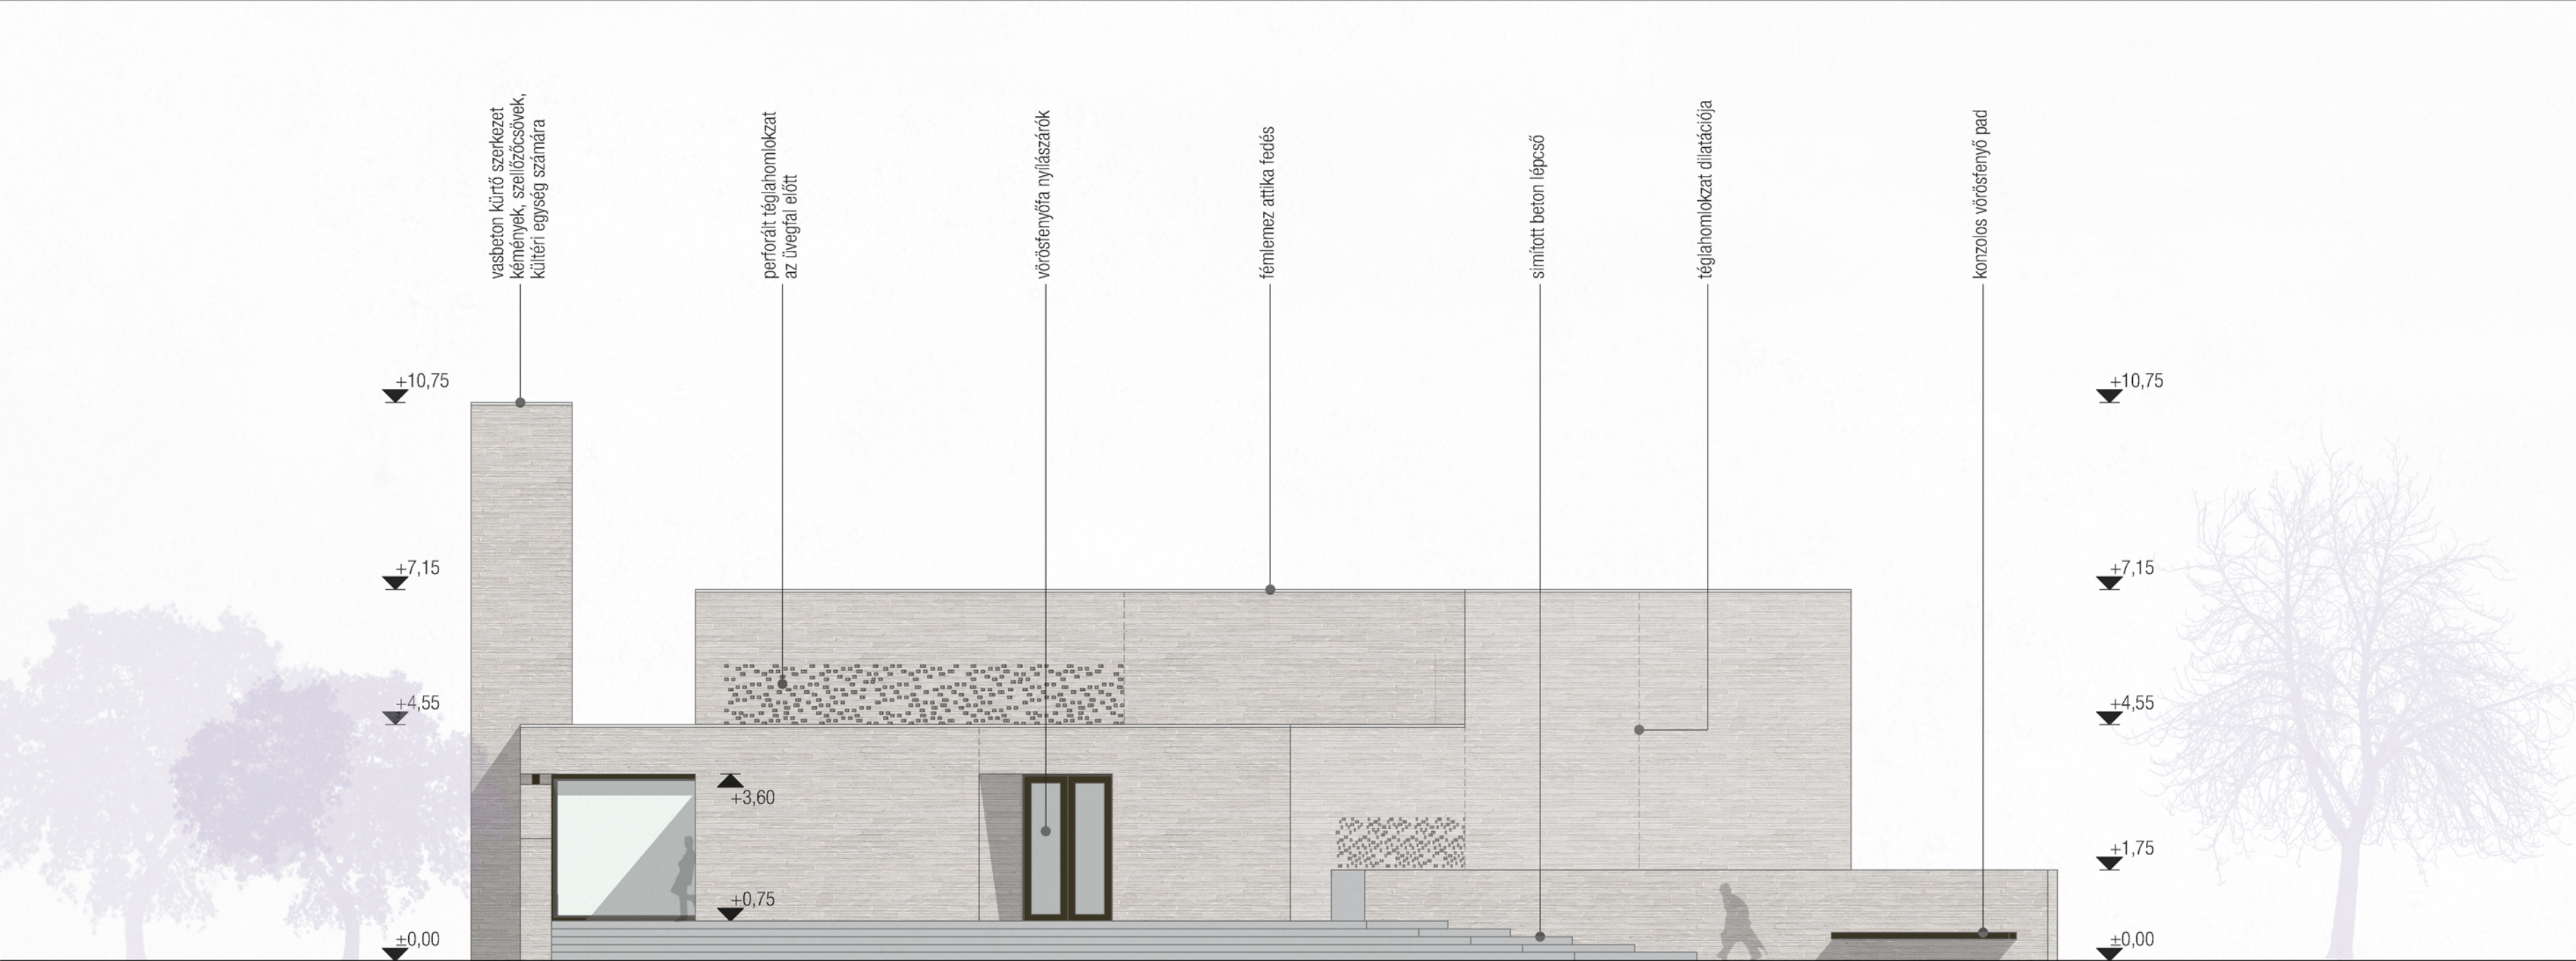 vasbeton kürtő szerkezet
kémények, szellőzőcsövek,
kültéri egység számára
perforált téglahomlokzat
az üvegfal előtt
vörösfenyőfa nyílászárók
fémlemez attika fedés
simított beton lépcső
téglahomlokzat dilatációja
konzolos vörösfenyő pad
+10,75
+10,75
+7,15
+7,15
+4,55
+4,55
+3,60
+1,75
+0,75
±0,00
±0,00